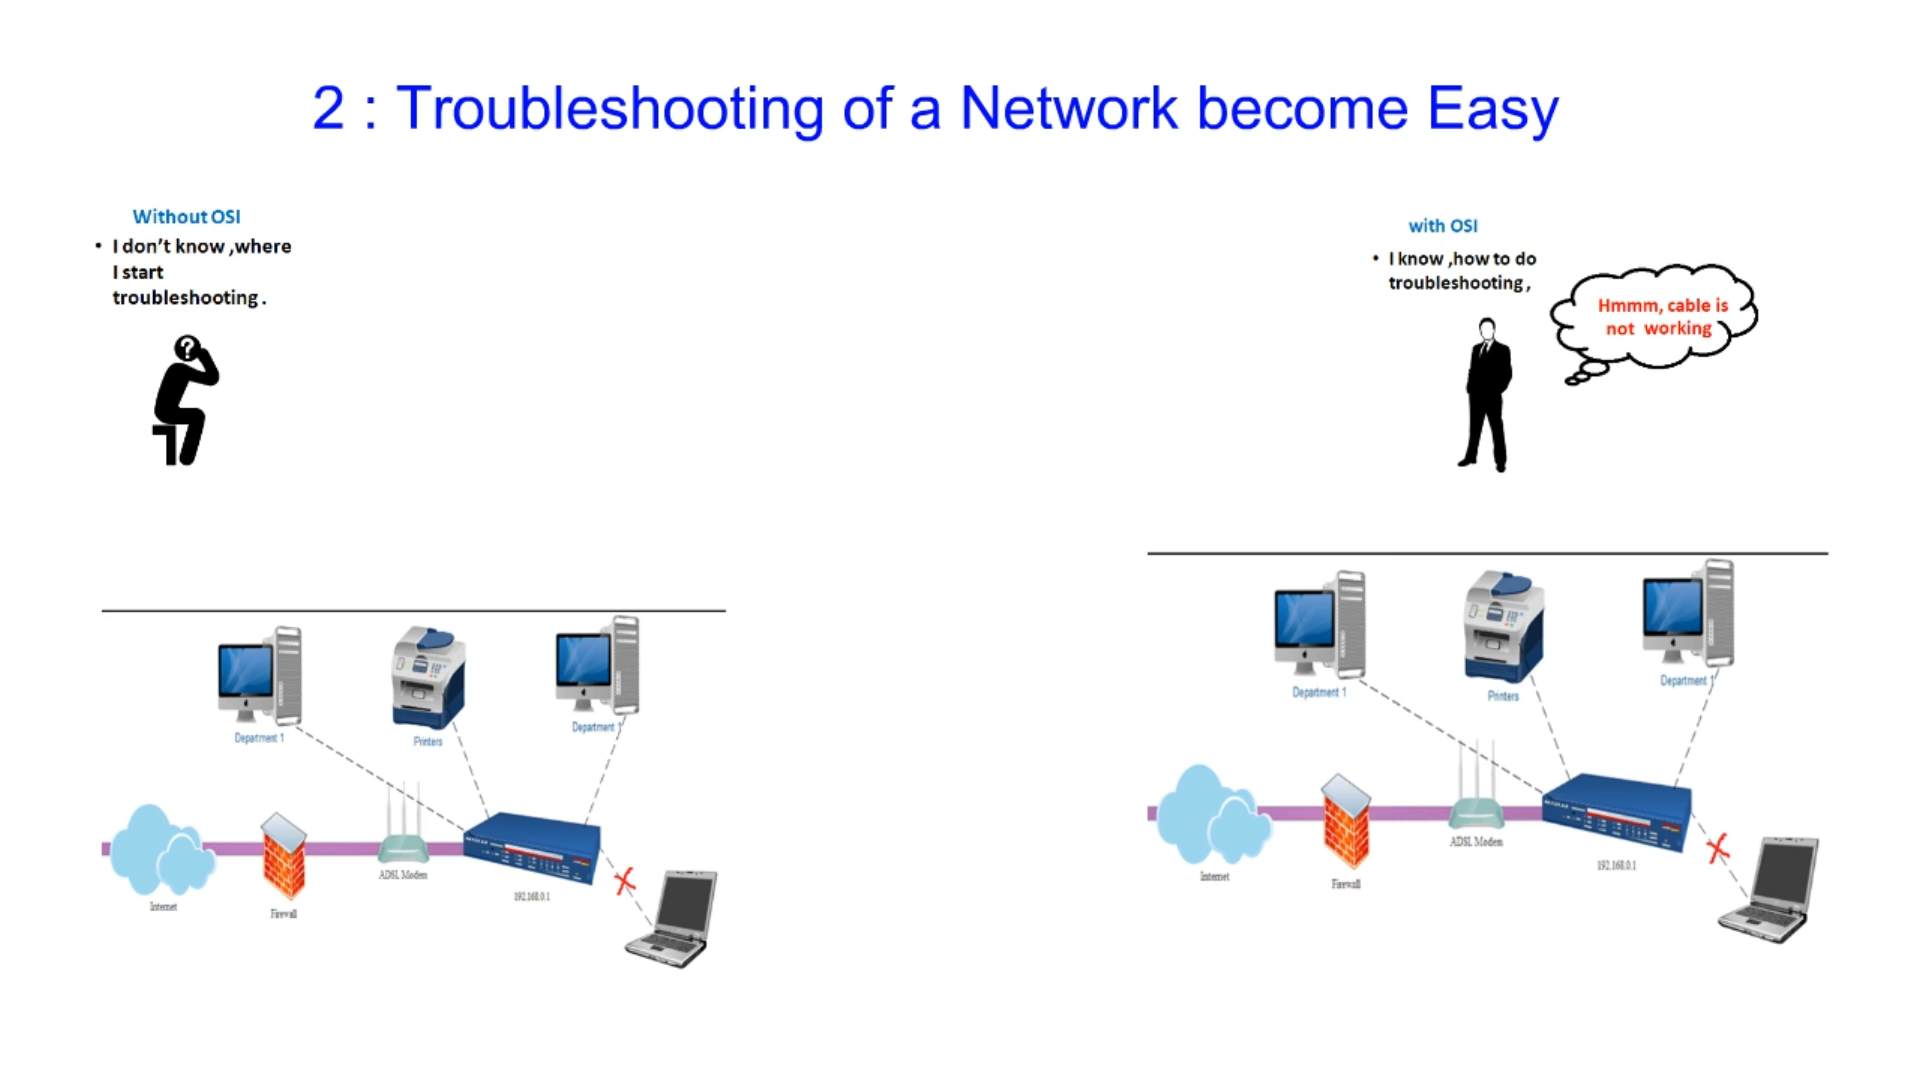 2 : Troubleshooting of a Network become Easy
Without OSI
• I don't know ,where
I start
troubleshooting .
with OSI
• I know ,how to do
troubleshooting ,
Hmmm, cable is
not working
Department 1
Printers
Department 1
ADSL Modem
Internet
Firewall
192.168.0.1
Department 1
Printers
Department 1
ADSL Modem
Internet
Firewall
192.168.0.1